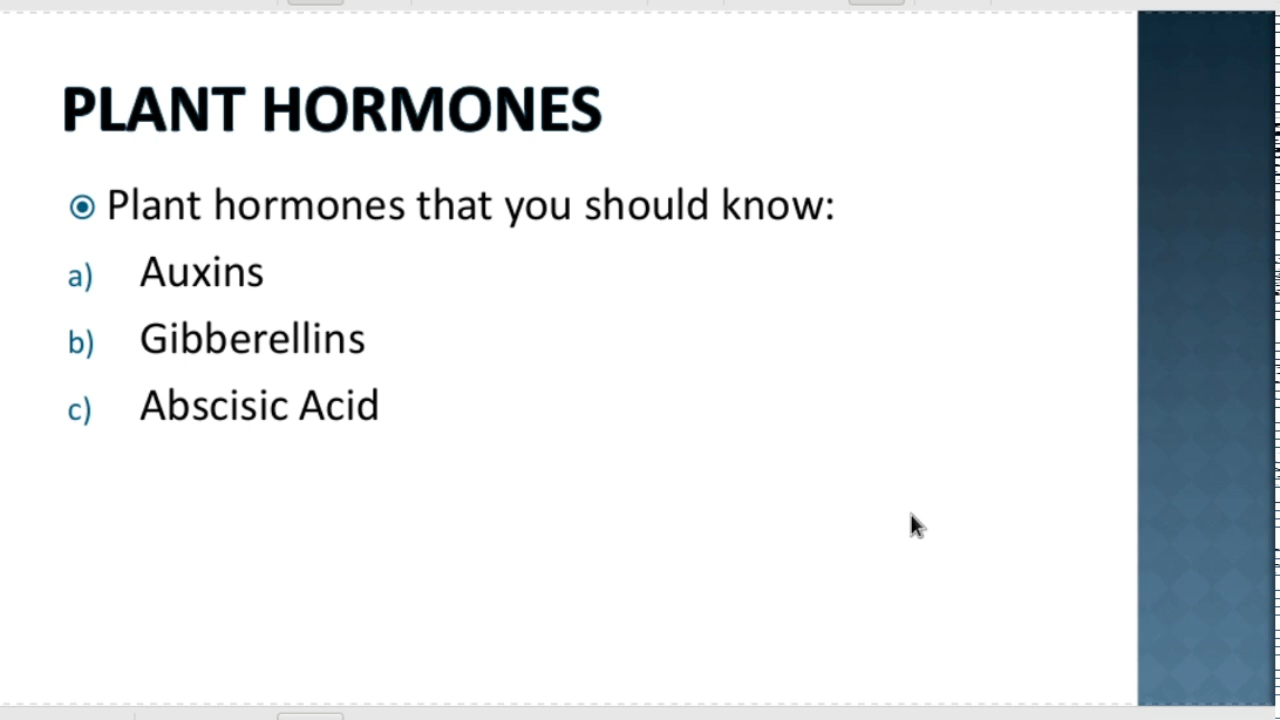 PLANT HORMONES
Plant hormones that you should know:
a) Auxins
b) Gibberellins
c) Abscisic Acid